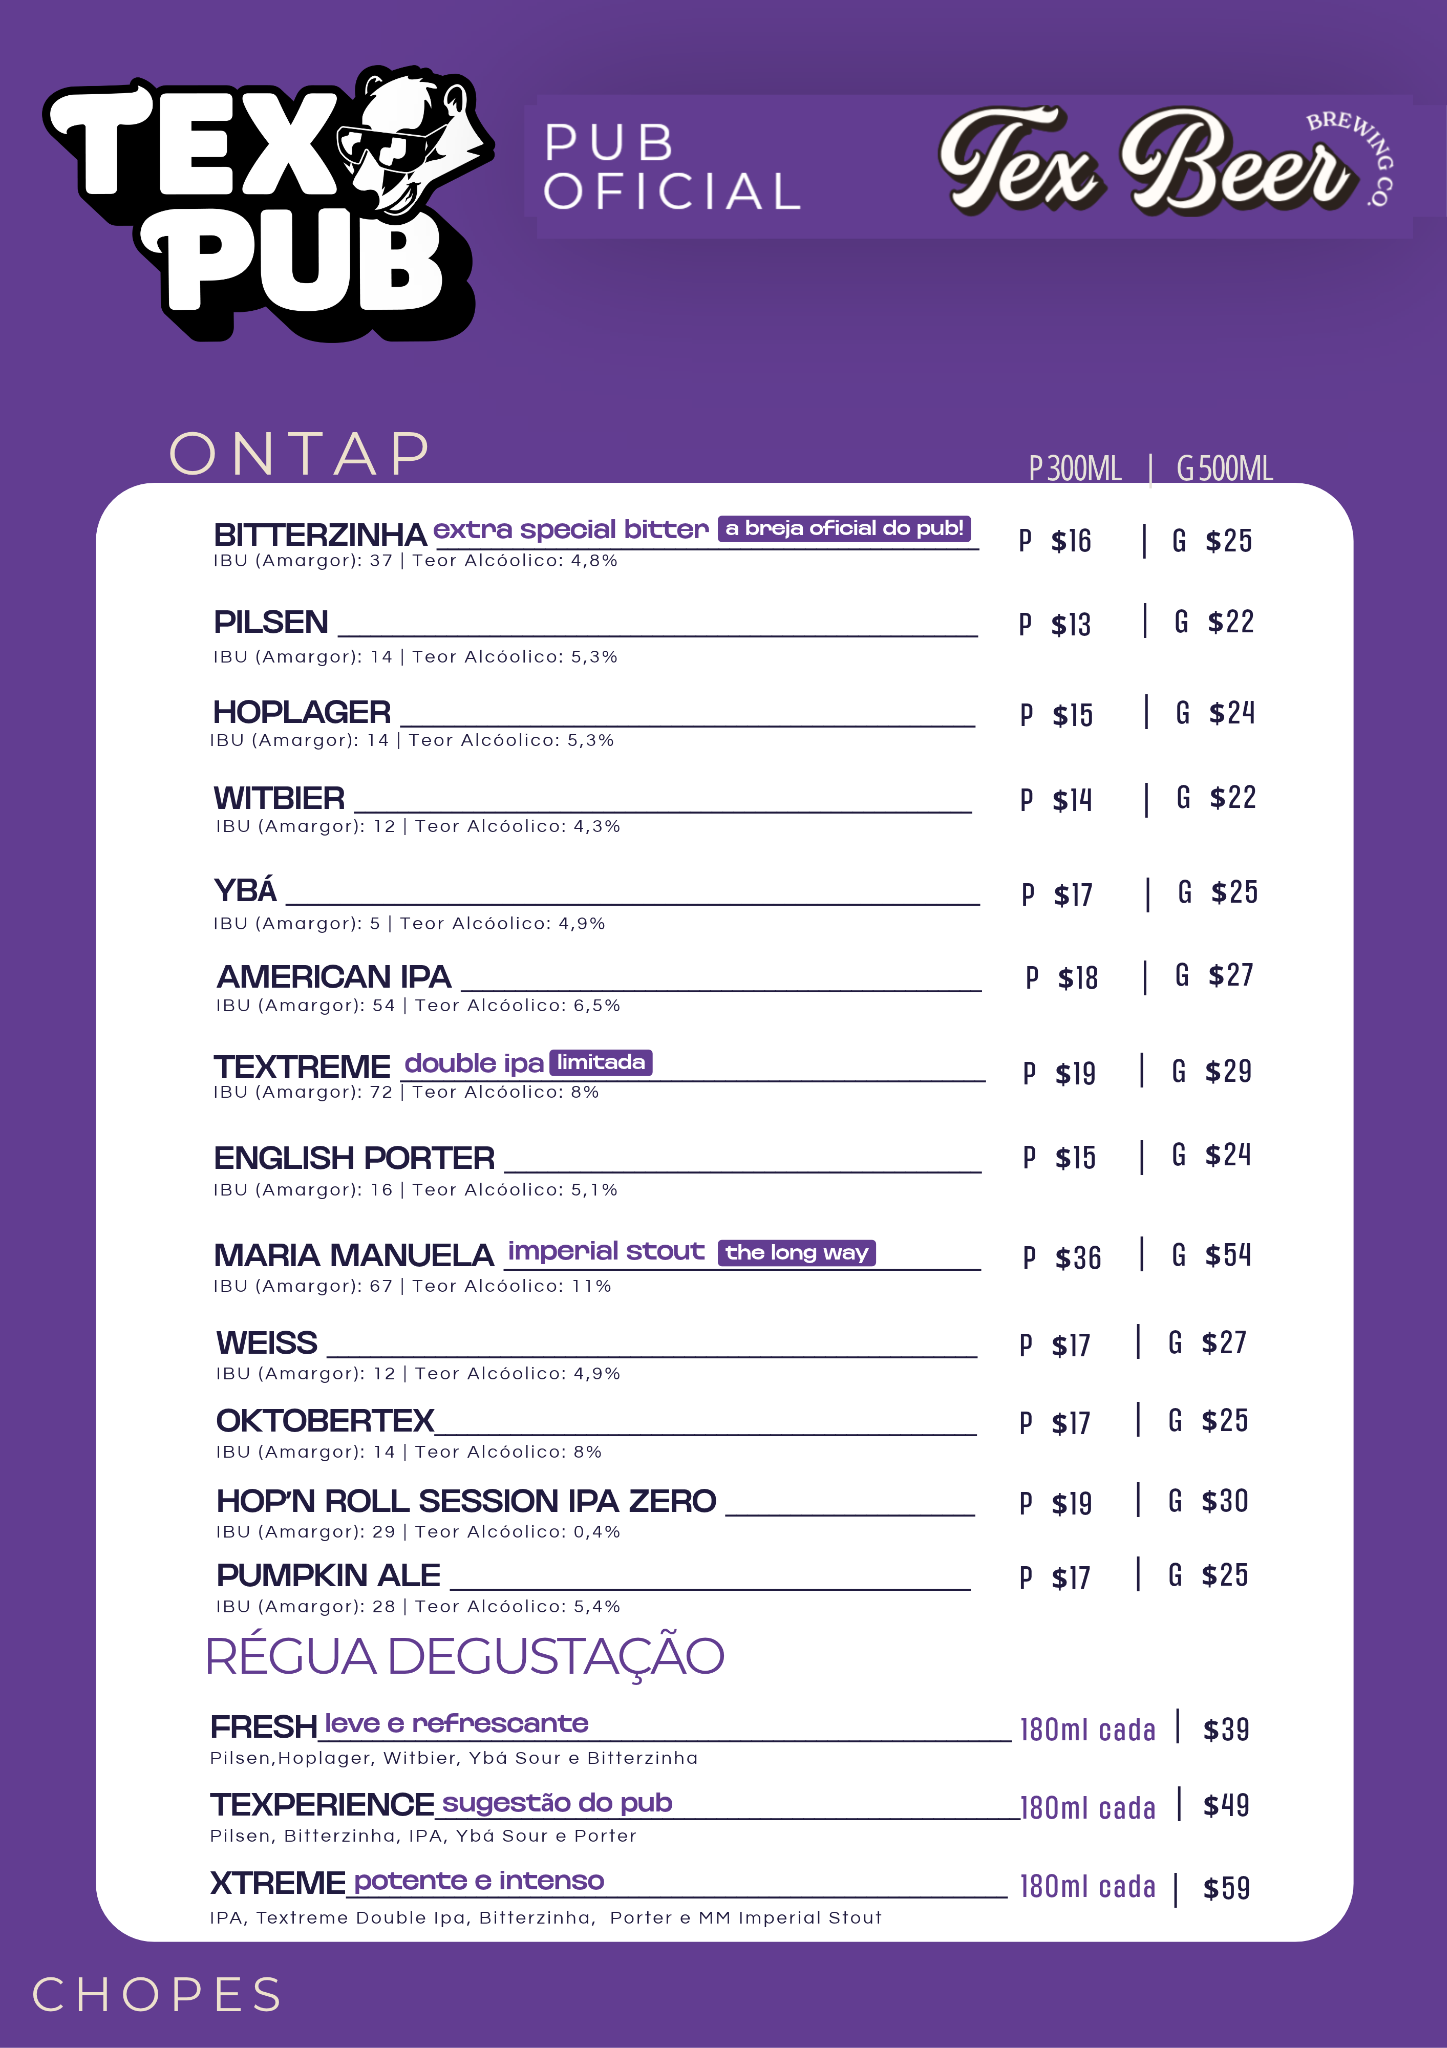 TEX
PUB
PUB
OFICIAL
Tex Beer
BREWING CO.
ONTAP
P 300ML | G 500ML
BITTERZINHA extra special bitter a breja oficial do pub! P $16 | G $25
IBU (Amargor): 37 | Teor Alcóolico: 4,8%
PILSEN P $13 | G $22
IBU (Amargor): 14 | Teor Alcóolico: 5,3%
HOPLAGER P $15 | G $24
IBU (Amargor): 14 | Teor Alcóolico: 5,3%
WITBIER P $14 | G $22
IBU (Amargor): 12 | Teor Alcóolico: 4,3%
YBÁ P $17 | G $25
IBU (Amargor): 5 | Teor Alcóolico: 4,9%
AMERICAN IPA P $18 | G $27
IBU (Amargor): 54 | Teor Alcóolico: 6,5%
TEXTREME double ipa limitada P $19 | G $29
IBU (Amargor): 72 | Teor Alcóolico: 8%
ENGLISH PORTER P $15 | G $24
IBU (Amargor): 16 | Teor Alcóolico: 5,1%
MARIA MANUELA imperial stout the long way P $36 | G $54
IBU (Amargor): 67 | Teor Alcóolico: 11%
WEISS P $17 | G $27
IBU (Amargor): 12 | Teor Alcóolico: 4,9%
OKTOBERTEX P $17 | G $25
IBU (Amargor): 14 | Teor Alcóolico: 8%
HOP'N ROLL SESSION IPA ZERO P $19 | G $30
IBU (Amargor): 29 | Teor Alcóolico: 0,4%
PUMPKIN ALE P $17 | G $25
IBU (Amargor): 28 | Teor Alcóolico: 5,4%
RÉGUA DEGUSTAÇÃO
FRESH leve e refrescante 180ml cada | $39
Pilsen,Hoplager, Witbier, Ybá Sour e Bitterzinha
TEXPERIENCE sugestão do pub 180ml cada | $49
Pilsen, Bitterzinha, IPA, Ybá Sour e Porter
XTREME potente e intenso 180ml cada | $59
IPA, Textreme Double Ipa, Bitterzinha, Porter e MM Imperial Stout
CHOPES